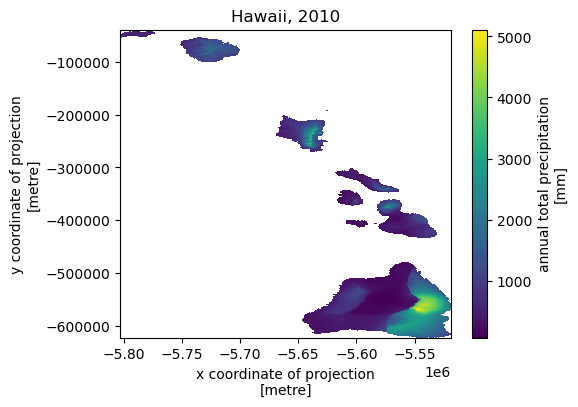 Hawaii, 2010
−100000
−200000
−300000
−400000
−500000
−600000
y coordinate of projection
[metre]
−5.80
−5.75
−5.70
−5.65
−5.60
−5.55
1e6
x coordinate of projection
[metre]
5000
4000
3000
2000
1000
annual total precipitation
[mm]